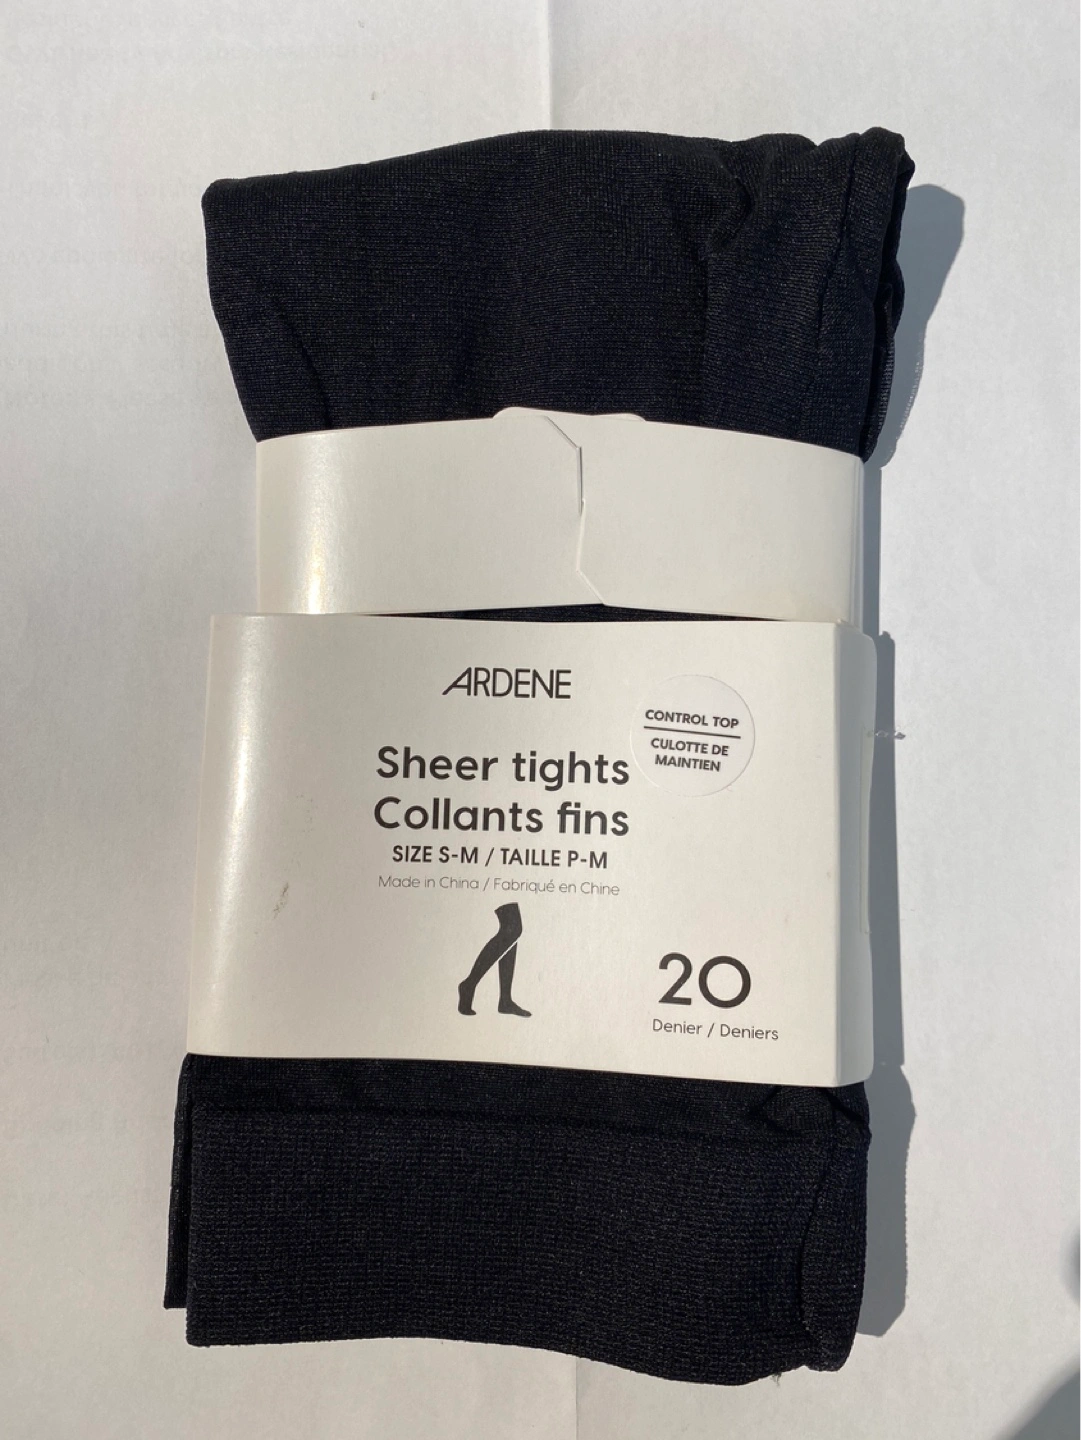 ARDENE
CONTROL TOP
CULOTTE DE
MAINTIEN
Sheer tights
Collants fins
SIZE S-M / TAILLE P-M
Made in China / Fabriqué en Chine
20
Denier / Deniers